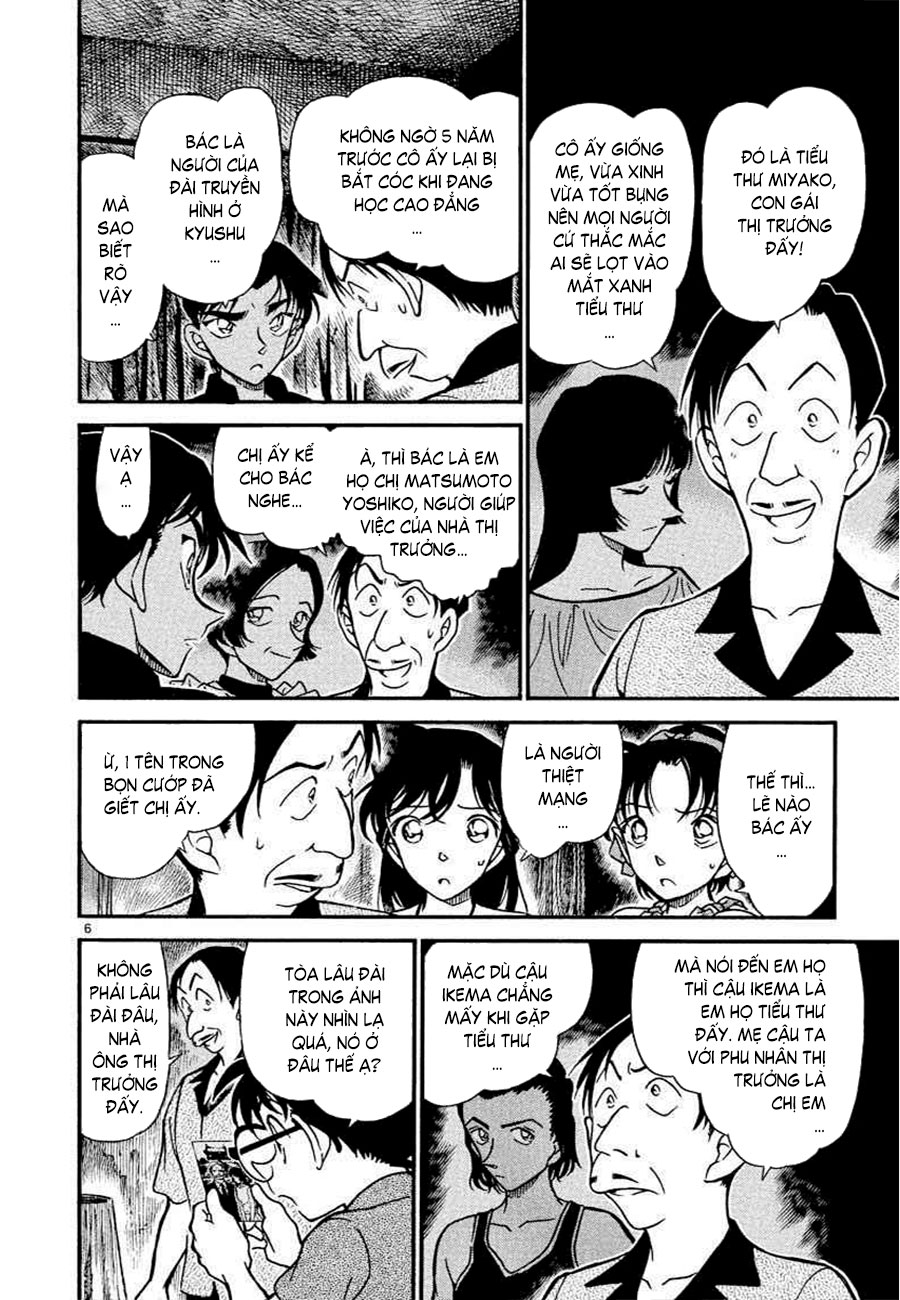 ĐÓ LÀ TIỂU
THƯ MIYAKO,
CON GÁI
THỊ TRƯỚNG
ĐẤY!
CÔ ẤY GIỐNG
MẸ, VỪA XINH
VỪA TỐT BỤNG
NÊN MỌI NGƯỜI
CỨ THẮC MẮC
AI SẼ LỌT VÀO
MẮT XANH
TIỂU THƯ
...
KHÔNG NGỜ 5 NĂM
TRƯỚC CÔ ẤY LẠI BỊ
BẮT CÓC KHI ĐANG
HỌC CAO ĐẲNG
...
BÁC LÀ
NGƯỜI CỦA
ĐÀI TRUYỀN
HÌNH Ở
KYUSHU
...
MÀ
SAO
BIẾT
RÕ
VẬY
...
À, THÌ BÁC LÀ EM
HỌ CHỊ MATSUMOTO
YOSHIKO, NGƯỜI GIÚP
VIỆC CỦA NHÀ THỊ
TRƯỞNG...
CHỊ ẤY KỂ
CHO BÁC
NGHE...
VẬY
Ạ
...
THẾ THÌ...
LẼ NÀO
BÁC ẤY
...
LÀ NGƯỜI
THIỆT
MẠNG
...
Ừ, 1 TÊN TRONG
BỌN CƯỚP ĐÃ
GIẾT CHỊ ẤY.
6
MÀ NÓI ĐẾN EM HỌ
THÌ CẬU IKEMA LÀ
EM HỌ TIỂU THƯ
ĐẤY. MẸ CẬU TA
VỚI PHU NHÂN THỊ
TRƯỞNG LÀ
CHỊ EM
...
MẶC DÙ CẬU
IKEMA CHẲNG
MẤY KHI GẶP
TIỂU THƯ
...
TÒA LÂU ĐÀI
TRONG ẢNH
NÀY NHÌN LẠ
QUÁ, NÓ Ở
ĐÂU THẾ Ạ?
KHÔNG
PHẢI LÂU
ĐÀI ĐÂU,
NHÀ
ÔNG THỊ
TRƯỞNG
ĐẤY.